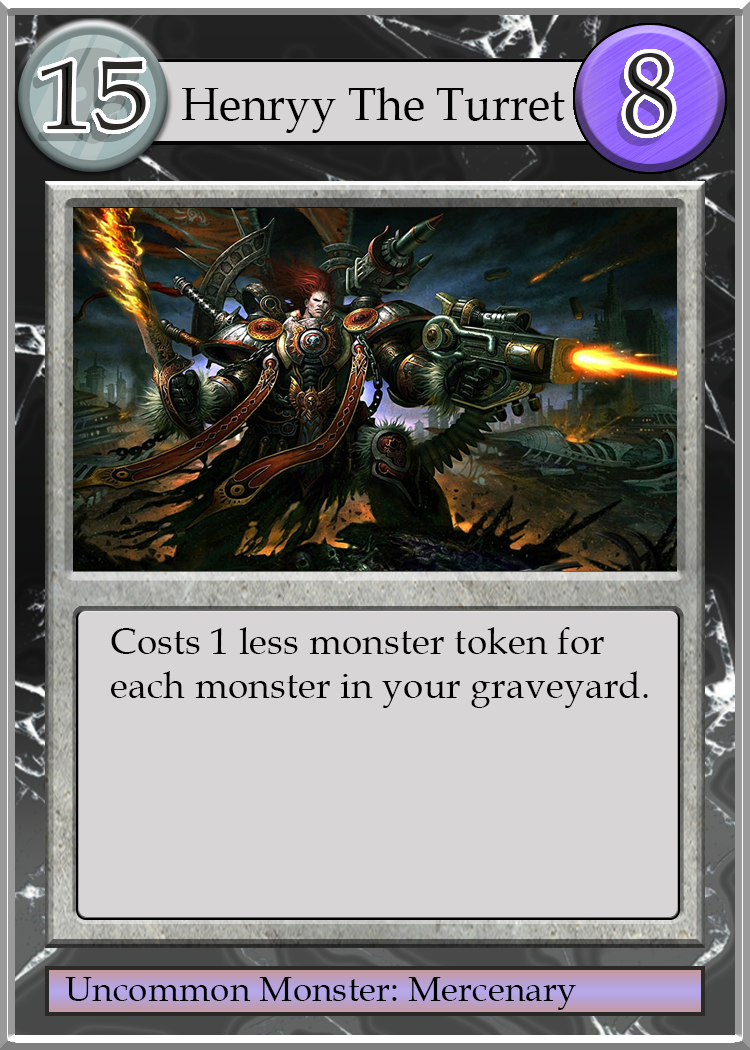 15 Henryy The Turret 8
Costs 1 less monster token for
each monster in your graveyard.
Uncommon Monster: Mercenary